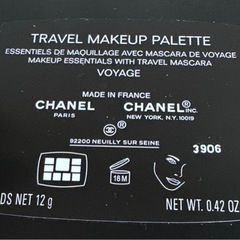 TRAVEL MAKEUP PALETTE
ESSENTIELS DE MAQUILLAGE AVEC MASCARA DE VOYAGE
MAKEUP ESSENTIALS WITH TRAVEL MASCARA
VOYAGE
MADE IN FRANCE
CHANEL CHANEL INC.
PARIS NEW YORK, N.Y. 10019
92200 NEUILLY SUR SEINE
3906
18 M
DS NET 12 g NET WT. 0.42 O